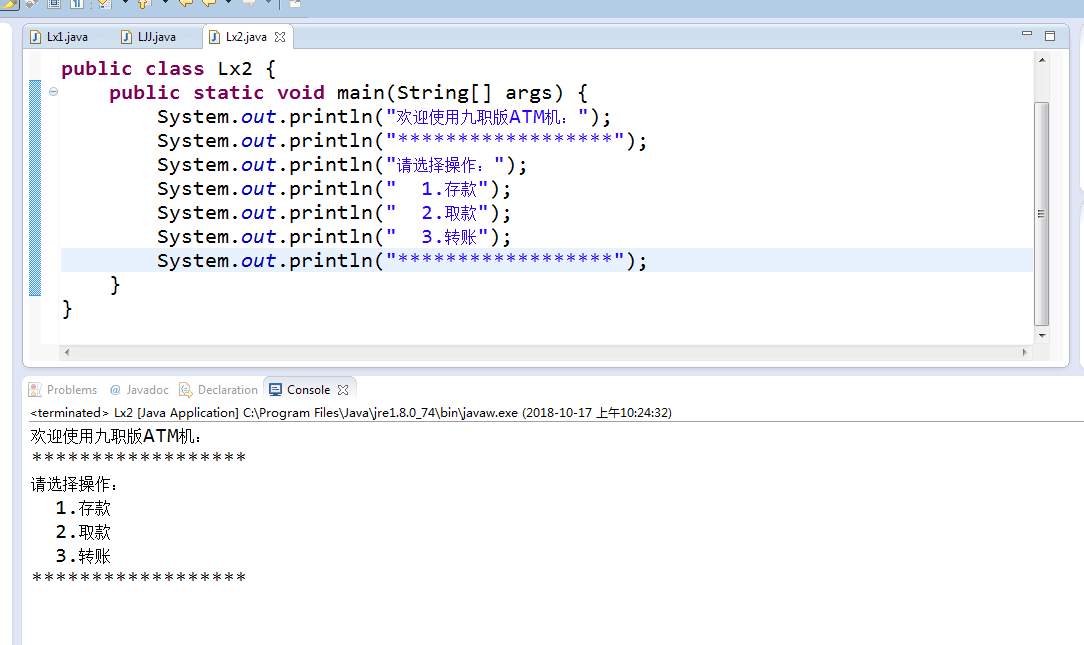 Lx1.java LJJ.java Lx2.java
public class Lx2 {
    public static void main(String[] args) {
        System.out.println("欢迎使用九职版ATM机：");
        System.out.println("******************");
        System.out.println("请选择操作：");
        System.out.println("  1.存款");
        System.out.println("  2.取款");
        System.out.println("  3.转账");
        System.out.println("******************");
    }
}
Problems @ Javadoc Declaration Console
<terminated> Lx2 [Java Application] C:\Program Files\Java\jre1.8.0_74\bin\javaw.exe (2018-10-17 上午10:24:32)
欢迎使用九职版ATM机：
******************
请选择操作：
  1.存款
  2.取款
  3.转账
******************